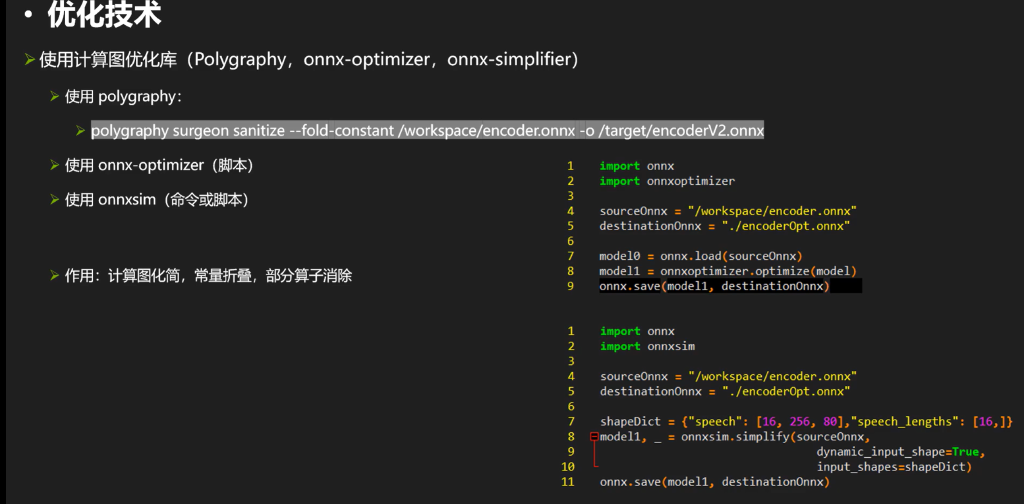 • 优化技术
➢使用计算图优化库（Polygraphy，onnx-optimizer，onnx-simplifier）
➢ 使用 polygraphy：
➢ polygraphy surgeon sanitize --fold-constant /workspace/encoder.onnx -o /target/encoderV2.onnx
➢ 使用 onnx-optimizer（脚本）
➢ 使用 onnxsim（命令或脚本）
➢ 作用：计算图化简，常量折叠，部分算子消除
1 import onnx
2 import onnxoptimizer
3
4 sourceOnnx = "/workspace/encoder.onnx"
5 destinationOnnx = "./encoderOpt.onnx"
6
7 model0 = onnx.load(sourceOnnx)
8 model1 = onnxoptimizer.optimize(model)
9 onnx.save(model1, destinationOnnx)
1 import onnx
2 import onnxsim
3
4 sourceOnnx = "/workspace/encoder.onnx"
5 destinationOnnx = "./encoderOpt.onnx"
6
7 shapeDict = {"speech": [16, 256, 80],"speech_lengths": [16,]}
8 model1, _ = onnxsim.simplify(sourceOnnx,
9 dynamic_input_shape=True,
10 input_shapes=shapeDict)
11 onnx.save(model1, destinationOnnx)